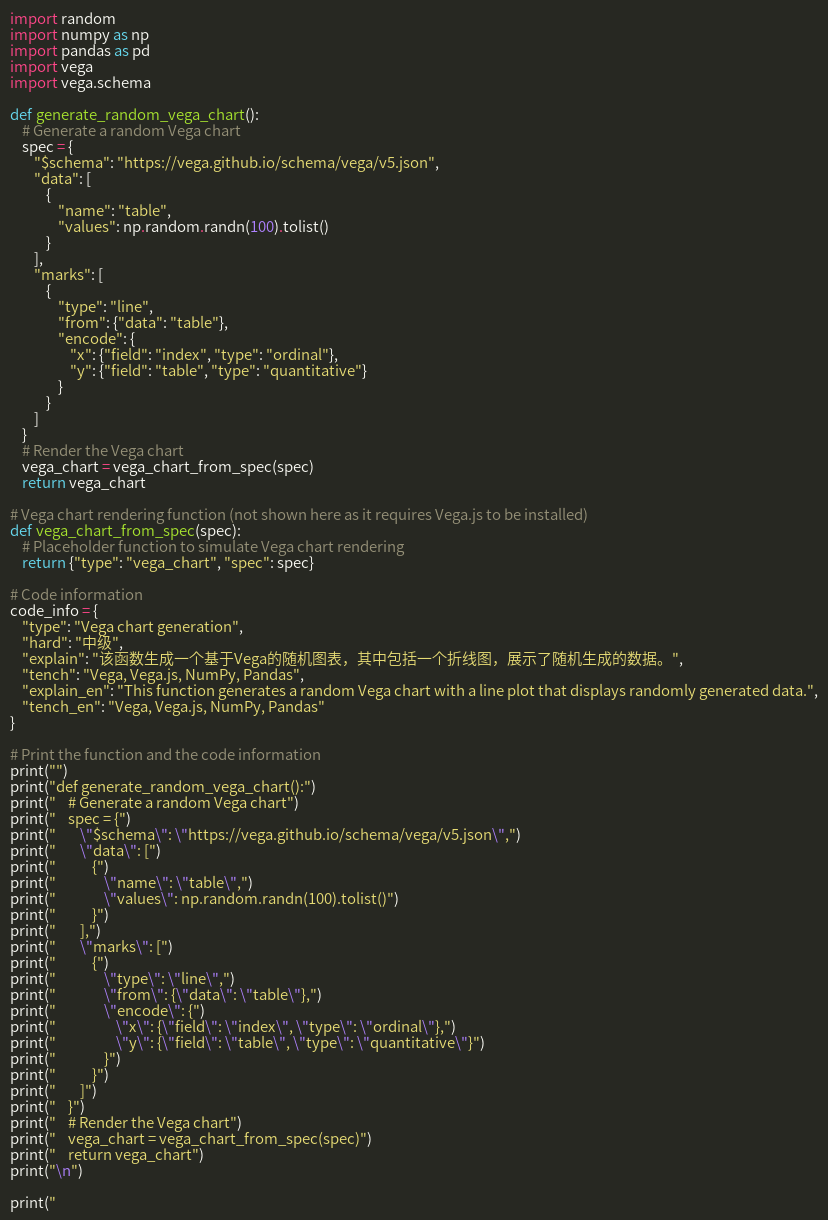 import random
import numpy as np
import pandas as pd
import vega
import vega.schema

def generate_random_vega_chart():
    # Generate a random Vega chart
    spec = {
        "$schema": "https://vega.github.io/schema/vega/v5.json",
        "data": [
            {
                "name": "table",
                "values": np.random.randn(100).tolist()
            }
        ],
        "marks": [
            {
                "type": "line",
                "from": {"data": "table"},
                "encode": {
                    "x": {"field": "index", "type": "ordinal"},
                    "y": {"field": "table", "type": "quantitative"}
                }
            }
        ]
    }
    # Render the Vega chart
    vega_chart = vega_chart_from_spec(spec)
    return vega_chart

# Vega chart rendering function (not shown here as it requires Vega.js to be installed)
def vega_chart_from_spec(spec):
    # Placeholder function to simulate Vega chart rendering
    return {"type": "vega_chart", "spec": spec}

# Code information
code_info = {
    "type": "Vega chart generation",
    "hard": "中级",
    "explain": "该函数生成一个基于Vega的随机图表，其中包括一个折线图，展示了随机生成的数据。",
    "tench": "Vega, Vega.js, NumPy, Pandas",
    "explain_en": "This function generates a random Vega chart with a line plot that displays randomly generated data.",
    "tench_en": "Vega, Vega.js, NumPy, Pandas"
}

# Print the function and the code information
print("")
print("def generate_random_vega_chart():")
print("    # Generate a random Vega chart")
print("    spec = {")
print("        \"$schema\": \"https://vega.github.io/schema/vega/v5.json\",")
print("        \"data\": [")
print("            {")
print("                \"name\": \"table\",")
print("                \"values\": np.random.randn(100).tolist()")
print("            }")
print("        ],")
print("        \"marks\": [")
print("            {")
print("                \"type\": \"line\",")
print("                \"from\": {\"data\": \"table\"},")
print("                \"encode\": {")
print("                    \"x\": {\"field\": \"index\", \"type\": \"ordinal\"},")
print("                    \"y\": {\"field\": \"table\", \"type\": \"quantitative\"}")
print("                }")
print("            }")
print("        ]")
print("    }")
print("    # Render the Vega chart")
print("    vega_chart = vega_chart_from_spec(spec)")
print("    return vega_chart")
print("\n")

print("